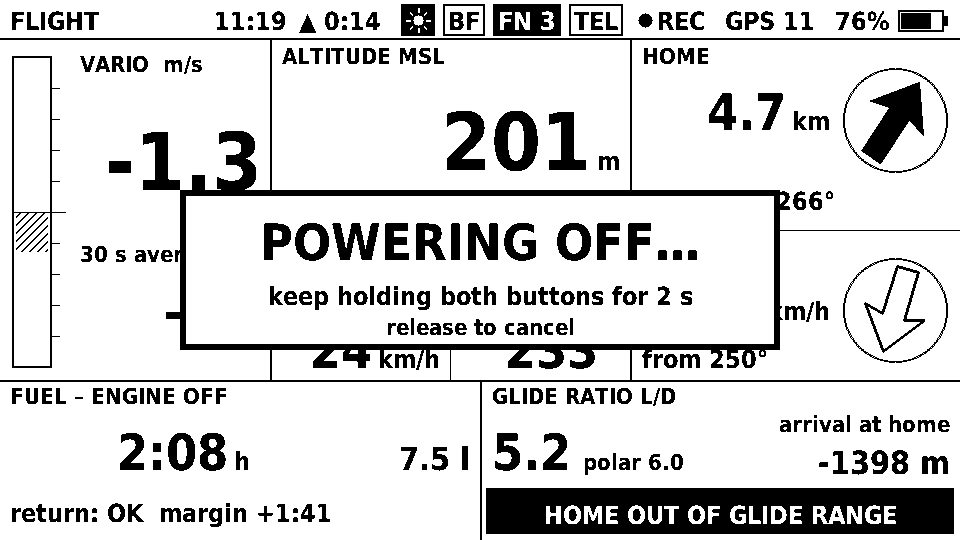 FLIGHT 11:19 ▲ 0:14 BF FN 3 TEL ●REC GPS 11 76%
VARIO m/s
-1.3
30 s aver
ALTITUDE MSL
201 m
HOME
4.7 km
266°
POWERING OFF...
keep holding both buttons for 2 s
release to cancel
24 km/h
233
km/h
from 250°
FUEL – ENGINE OFF
2:08 h 7.5 l
return: OK margin +1:41
GLIDE RATIO L/D
arrival at home
5.2 polar 6.0 -1398 m
HOME OUT OF GLIDE RANGE